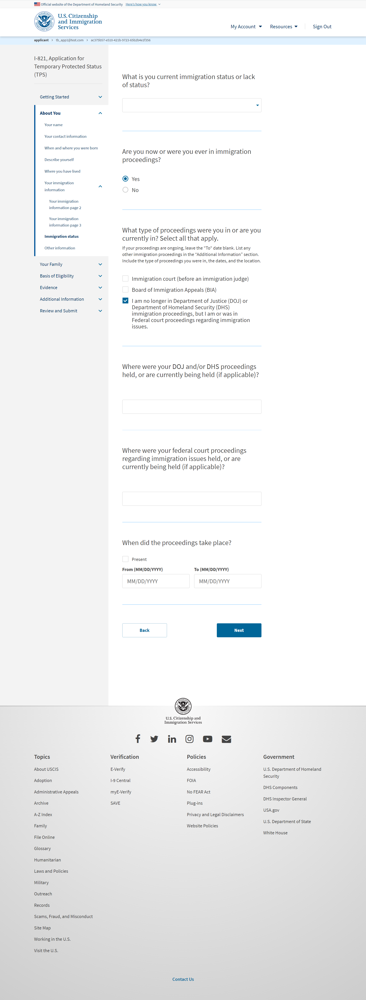 Official website of the Department of Homeland Security Here's how you know
U.S. Citizenship
and Immigration
Services
My Account Resources Sign Out
applicant > tb_app1@test.com > ac375b57-e510-421b-9723-65b2b4e1f356
I-821, Application for
Temporary Protected Status
(TPS)
Getting Started
About You
Your name
Your contact information
When and where you were born
Describe yourself
Where you have lived
Your immigration
information
Your immigration
information page 2
Your immigration
information page 3
Immigration status
Other information
Your Family
Basis of Eligibility
Evidence
Additional Information
Review and Submit
What is you current immigration status or lack
of status?
Are you now or were you ever in immigration
proceedings?
Yes
No
What type of proceedings were you in or are you
currently in? Select all that apply.
If your proceedings are ongoing, leave the "To" date blank. List any
other immigration proceedings in the “Additional Information” section.
Include the type of proceedings you were in, the dates, and the location.
Immigration court (before an immigration judge)
Board of Immigration Appeals (BIA)
I am no longer in Department of Justice (DOJ) or
Department of Homeland Security (DHS)
immigration proceedings, but I am or was in
Federal court proceedings regarding immigration
issues.
Where were your DOJ and/or DHS proceedings
held, or are currently being held (if applicable)?
Where were your federal court proceedings
regarding immigration issues held, or are
currently being held (if applicable)?
When did the proceedings take place?
Present
From (MM/DD/YYYY) To (MM/DD/YYYY)
MM/DD/YYYY MM/DD/YYYY
Back Next
U.S. Citizenship and
Immigration Services
Topics
About USCIS
Adoption
Administrative Appeals
Archive
A-Z Index
Family
File Online
Glossary
Humanitarian
Laws and Policies
Military
Outreach
Records
Scams, Fraud, and Misconduct
Site Map
Working in the U.S.
Visit the U.S.
Verification
E-Verify
I-9 Central
myE-Verify
SAVE
Policies
Accessibility
FOIA
No FEAR Act
Plug-ins
Privacy and Legal Disclaimers
Website Policies
Government
U.S. Department of Homeland
Security
DHS Components
DHS Inspector General
USA.gov
U.S. Department of State
White House
Contact Us